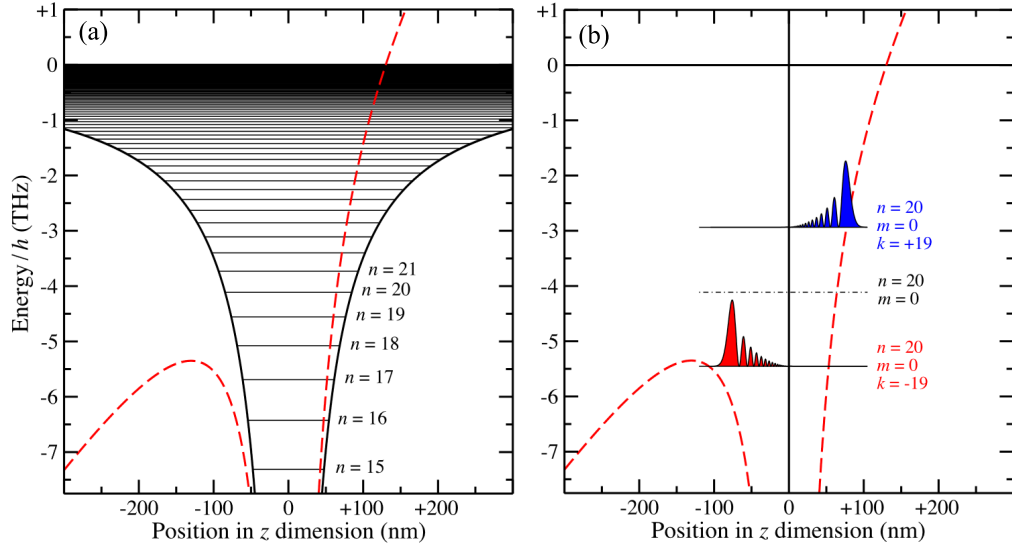 (a)
+1
0
-1
-2
-3
-4
-5
-6
-7
Energy / h (THz)
n = 21
n = 20
n = 19
n = 18
n = 17
n = 16
n = 15
-200 -100 0 +100 +200
Position in z dimension (nm)
(b)
+1
0
-1
-2
-3
-4
-5
-6
-7
n = 20
m = 0
k = +19
n = 20
m = 0
n = 20
m = 0
k = -19
-200 -100 0 +100 +200
Position in z dimension (nm)